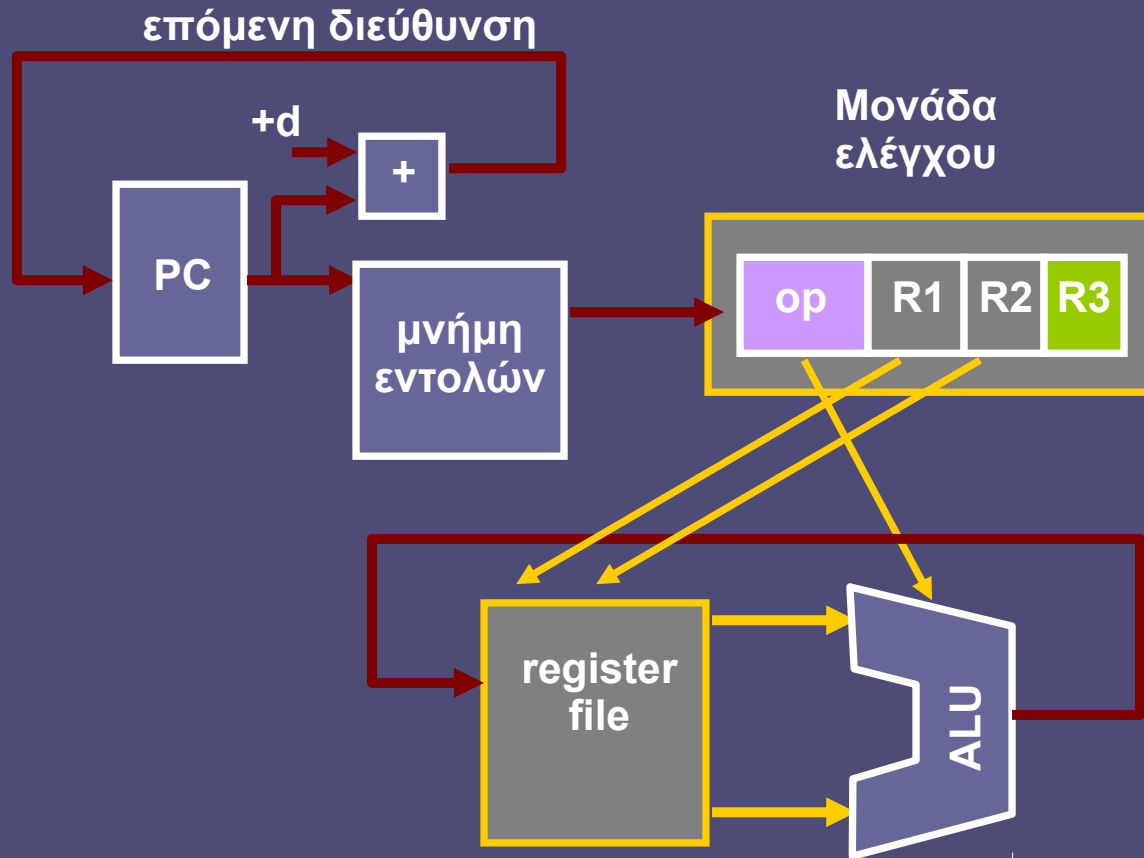 επόμενη διεύθυνση
+d
+
Μονάδα
ελέγχου
PC
op R1 R2 R3
μνήμη
εντολών
register
file
ALU